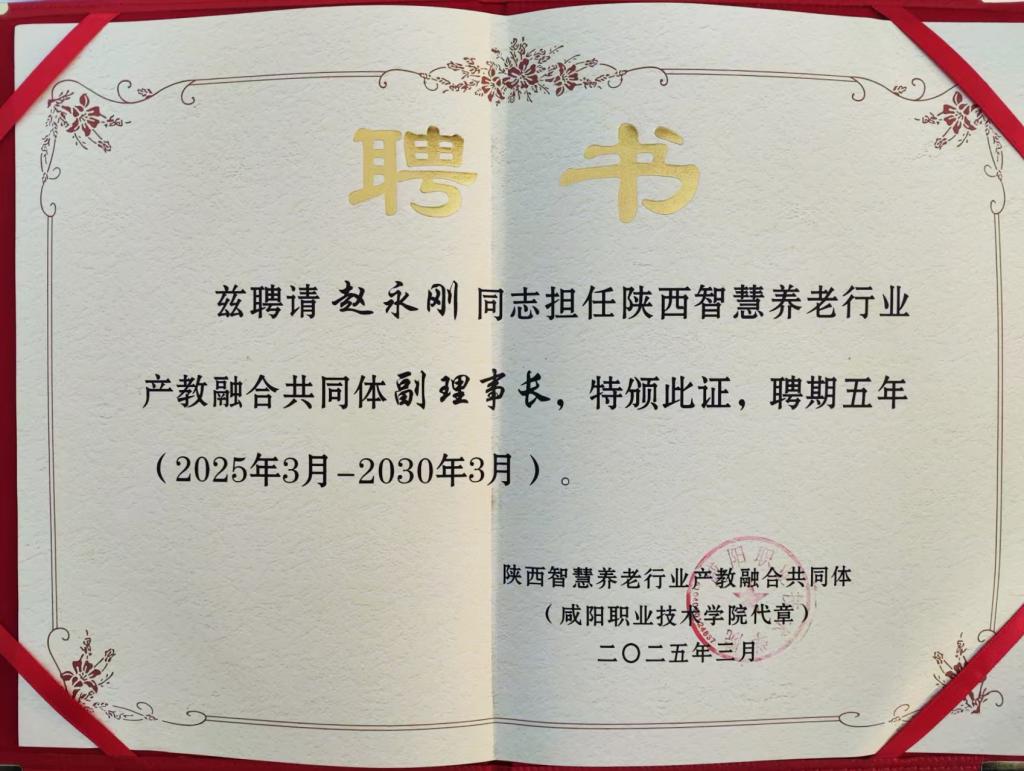 聘书
兹聘请赵永刚同志担任陕西智慧养老行业
产教融合共同体副理事长，特颁此证，聘期五年
（2025年3月-2030年3月）。
陕西智慧养老行业产教融合共同体
（咸阳职业技术学院代章）
二〇二五年三月